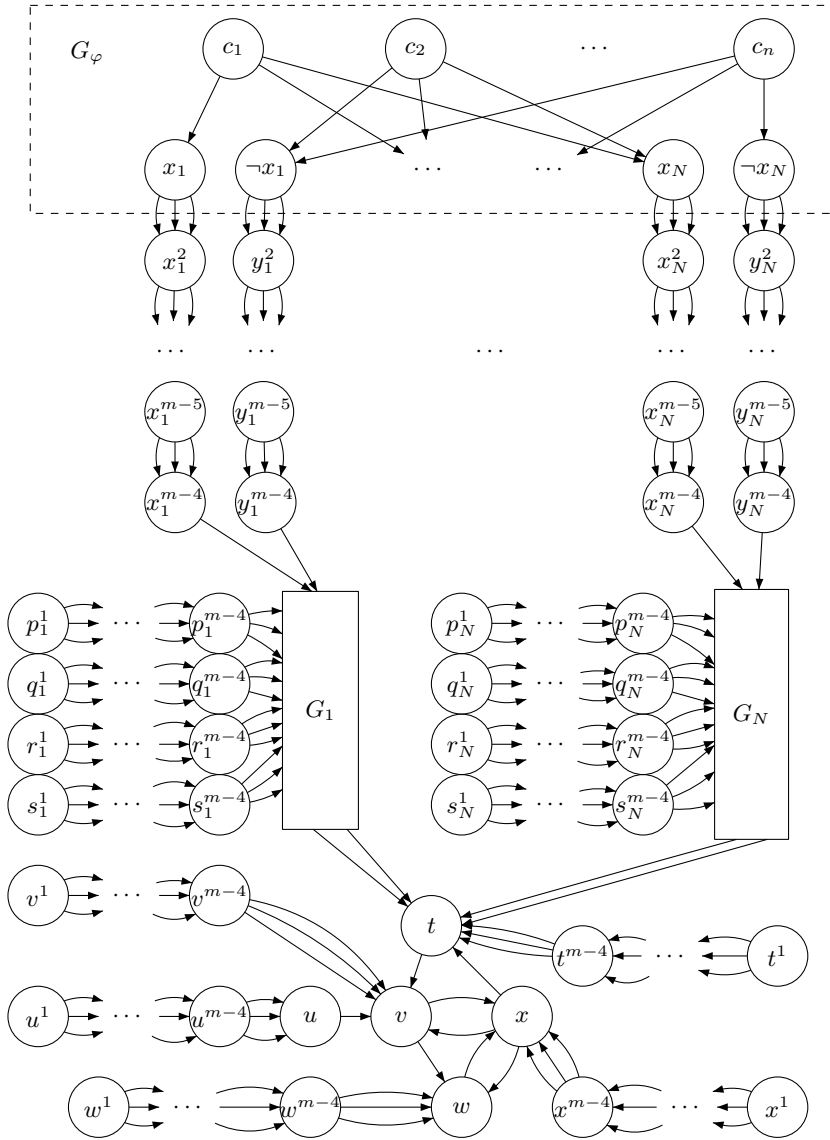 G_φ c_1 c_2 ⋯ c_n
x_1 ¬x_1 ⋯ ⋯ x_N ¬x_N
x_1^2 y_1^2 x_N^2 y_N^2
⋯ ⋯ ⋯ ⋯ ⋯
x_1^{m−5} y_1^{m−5} x_N^{m−5} y_N^{m−5}
x_1^{m−4} y_1^{m−4} x_N^{m−4} y_N^{m−4}
p_1^1 ⋯ p_1^{m−4} p_N^1 ⋯ p_N^{m−4}
q_1^1 ⋯ q_1^{m−4} q_N^1 ⋯ q_N^{m−4}
G_1 G_N
r_1^1 ⋯ r_1^{m−4} r_N^1 ⋯ r_N^{m−4}
s_1^1 ⋯ s_1^{m−4} s_N^1 ⋯ s_N^{m−4}
v^1 ⋯ v^{m−4}
t
t^{m−4} ⋯ t^1
u^1 ⋯ u^{m−4} u v x
w^1 ⋯ w^{m−4} w x^{m−4} ⋯ x^1